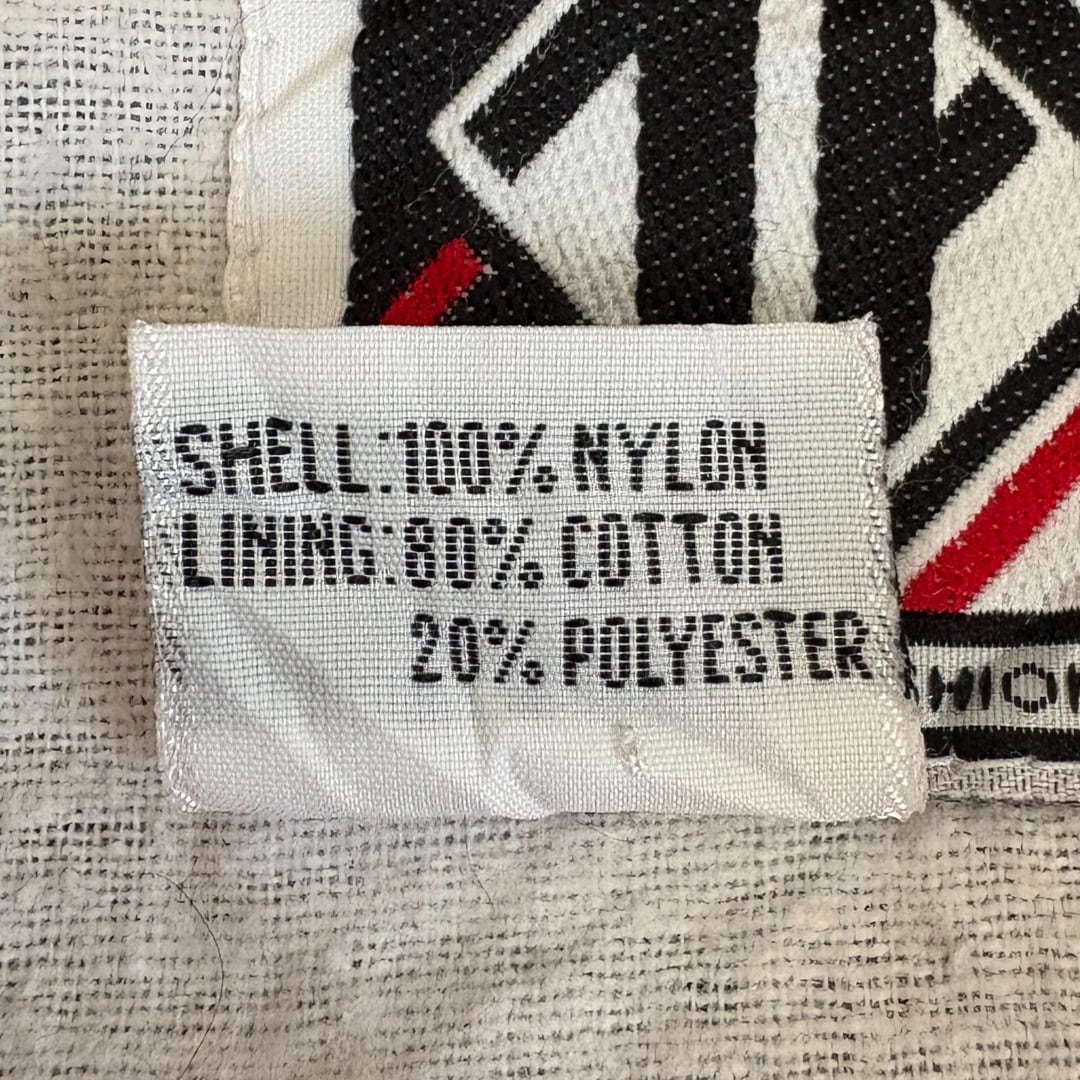 SHELL:100% NYLON
LINING:80% COTTON
20% POLYESTER